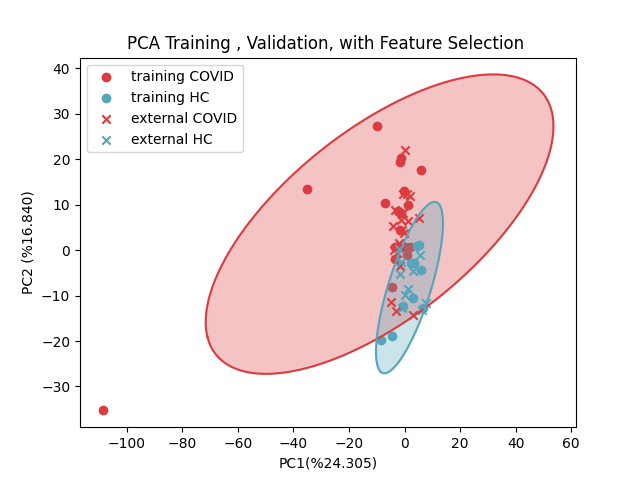 PCA Training , Validation, with Feature Selection
training COVID
training HC
external COVID
external HC
PC2 (%16.840)
40
30
20
10
0
−10
−20
−30
−100
−80
−60
−40
−20
0
20
40
60
PC1(%24.305)